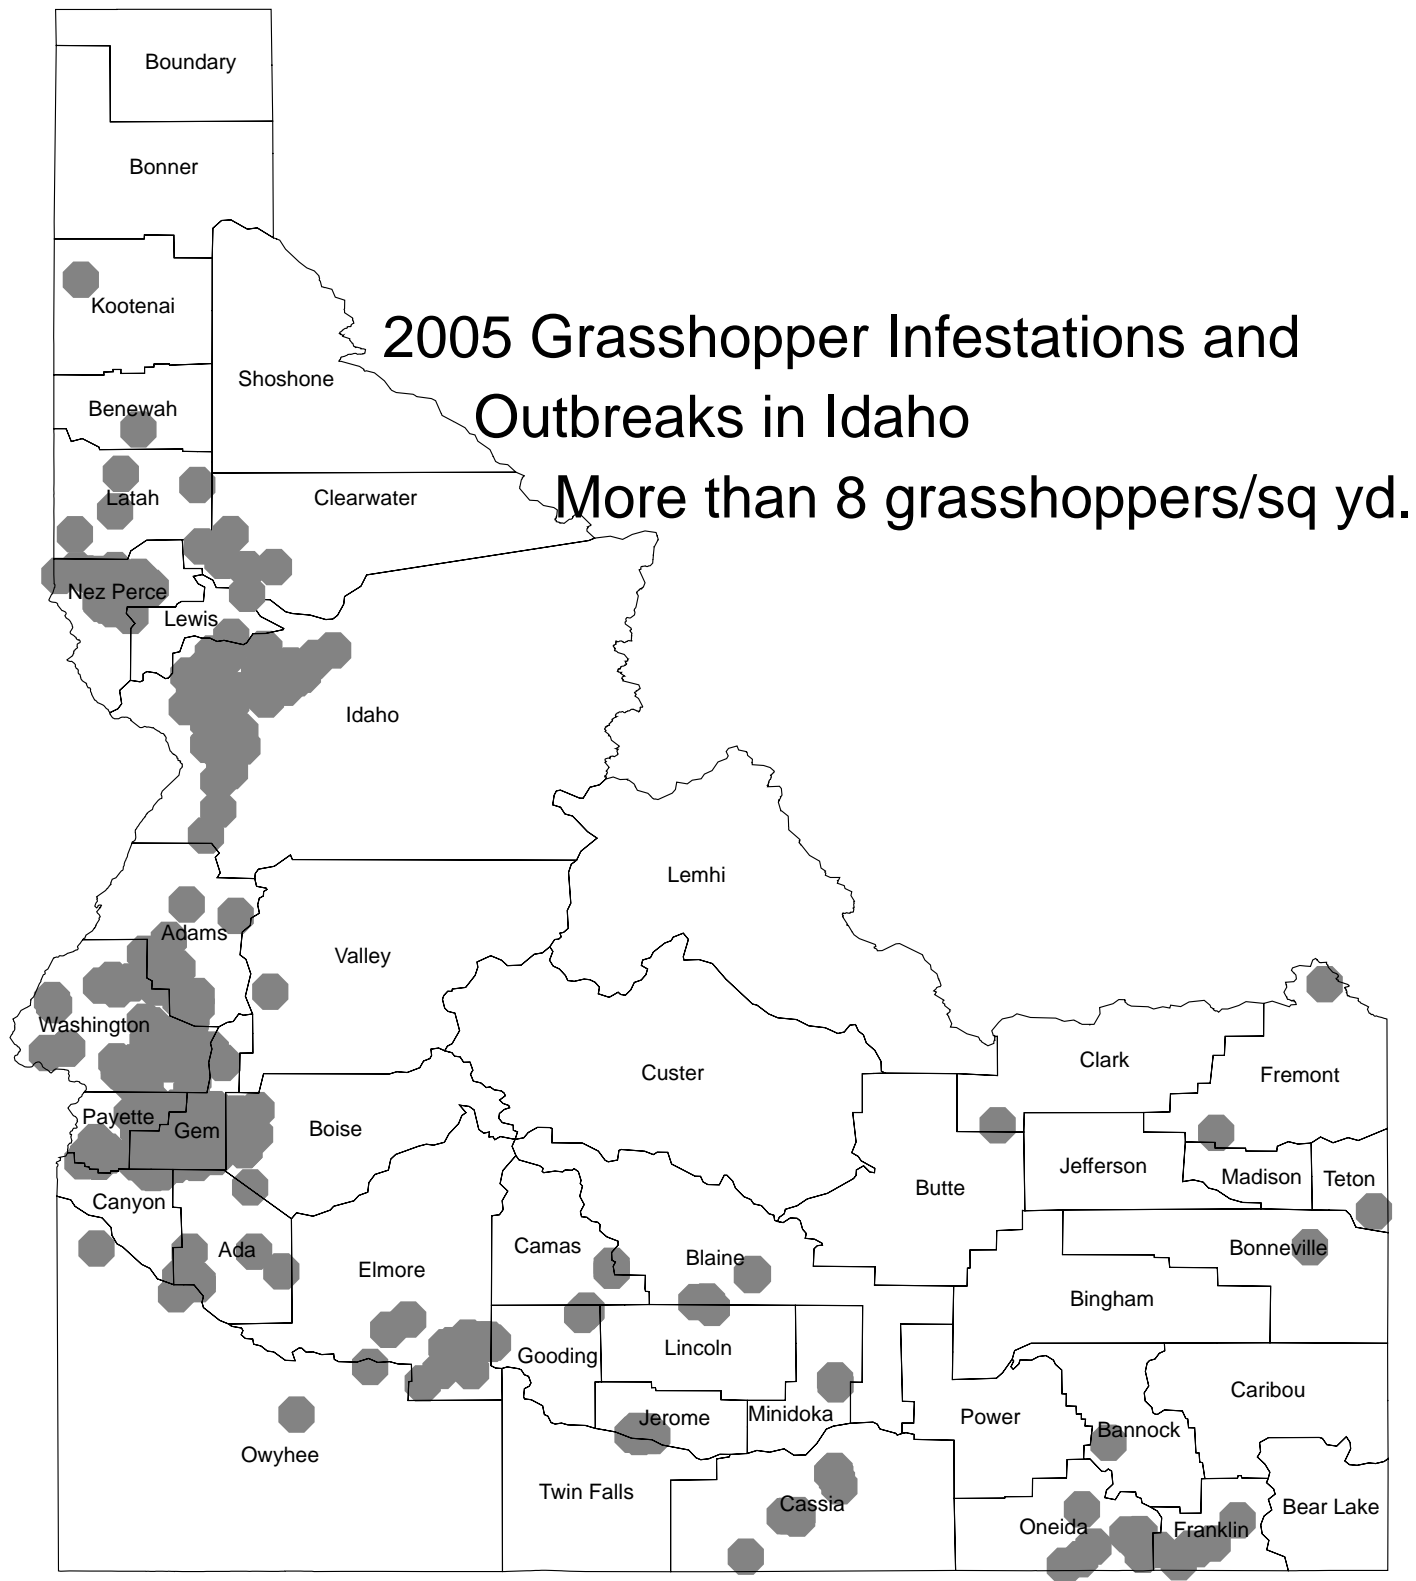 Boundary
Bonner
Kootenai
2005 Grasshopper Infestations and
Shoshone
Benewah
Outbreaks in Idaho
Latah
Clearwater
More than 8 grasshoppers/sq yd.
Nez Perce
Lewis
Idaho
Lemhi
Adams
Valley
Washington
Clark
Custer
Fremont
Payette
Gem
Boise
Jefferson
Madison
Teton
Butte
Canyon
Ada
Camas
Blaine
Bonneville
Elmore
Bingham
Gooding
Lincoln
Caribou
Jerome
Minidoka
Power
Bannock
Owyhee
Twin Falls
Cassia
Oneida
Franklin
Bear Lake